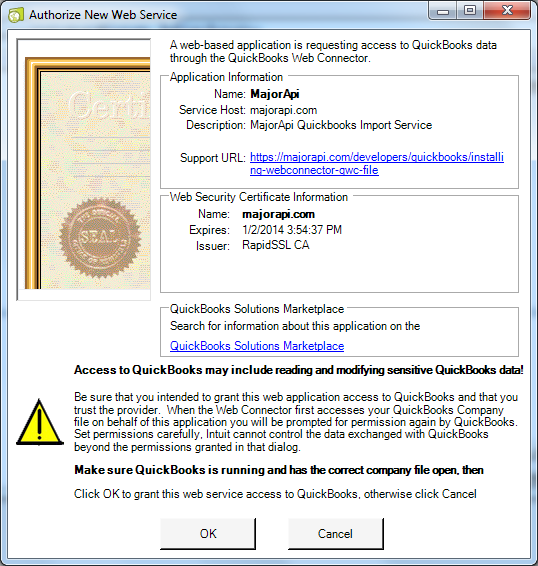 Authorize New Web Service
A web-based application is requesting access to QuickBooks data
through the QuickBooks Web Connector.
Application Information
Name: MajorApi
Service Host: majorapi.com
Description: MajorApi Quickbooks Import Service
Support URL: https://majorapi.com/developers/quickbooks/installi
ng-webconnector-qwc-file
Web Security Certificate Information
Name: majorapi.com
Expires: 1/2/2014 3:54:37 PM
Issuer: RapidSSL CA
Certi
SEAL
QuickBooks Solutions Marketplace
Search for information about this application on the
QuickBooks Solutions Marketplace
Access to QuickBooks may include reading and modifying sensitive QuickBooks data!
Be sure that you intended to grant this web application access to QuickBooks and that you
trust the provider. When the Web Connector first accesses your QuickBooks Company
file on behalf of this application you will be prompted for permission again by QuickBooks.
Set permissions carefully, Intuit cannot control the data exchanged with QuickBooks
beyond the permissions granted in that dialog.
Make sure QuickBooks is running and has the correct company file open, then
Click OK to grant this web service access to QuickBooks, otherwise click Cancel
OK
Cancel